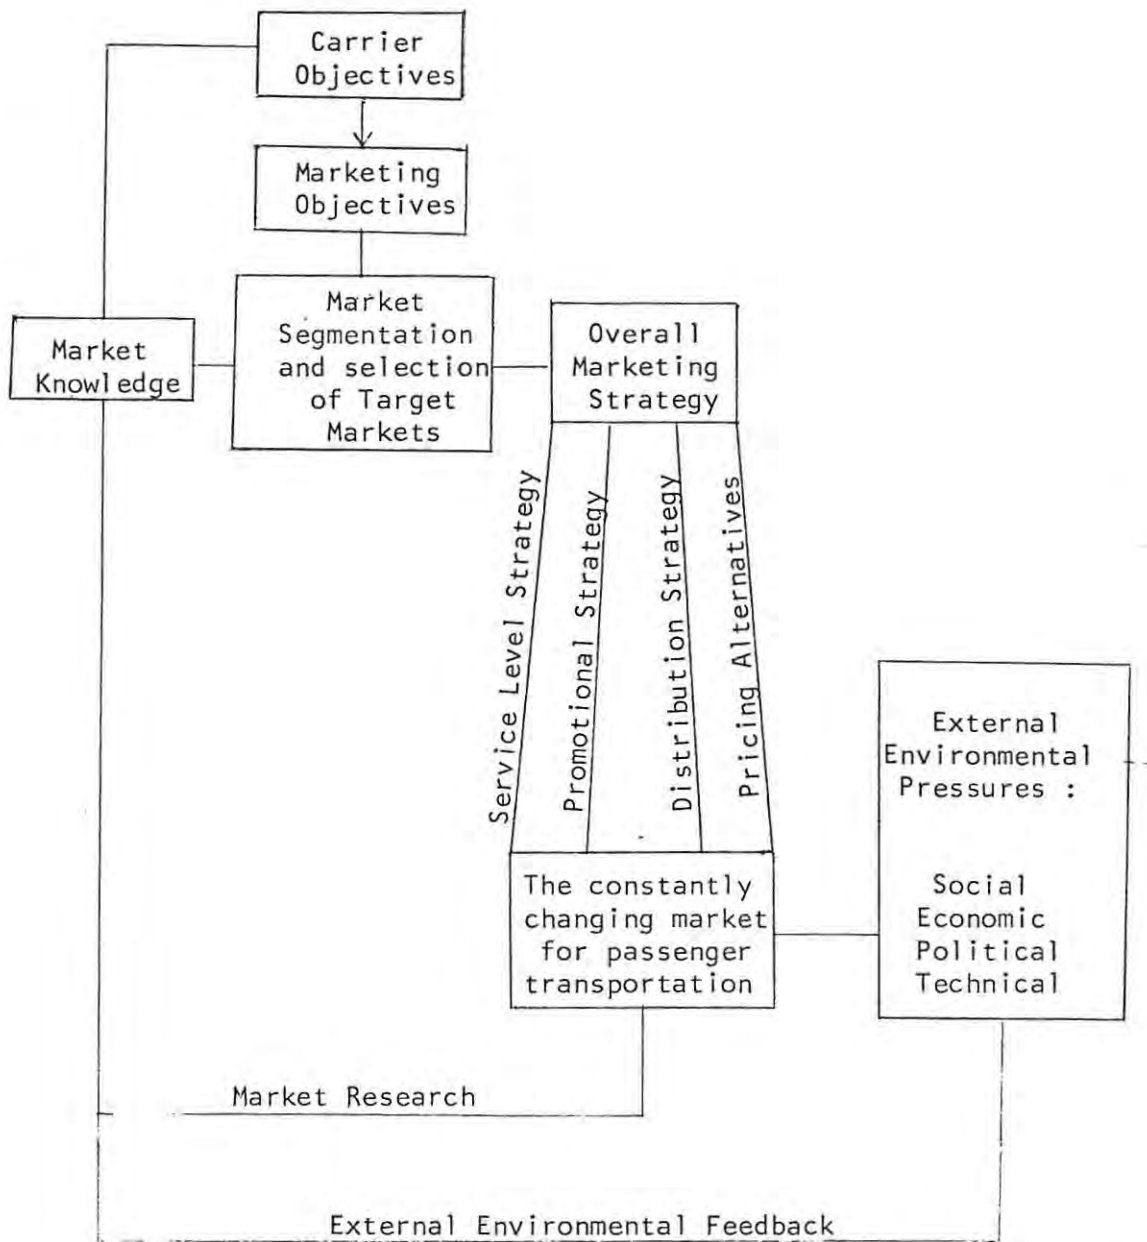 Carrier
Objectives
Marketing
Objectives
Market
Segmentation
and selection
of Target
Markets
Market
Knowledge
Overall
Marketing
Strategy
Service Level Strategy
Promotional Strategy
Distribution Strategy
Pricing Alternatives
External
Environmental
Pressures :
Social
Economic
Political
Technical
The constantly
changing market
for passenger
transportation
Market Research
External Environmental Feedback